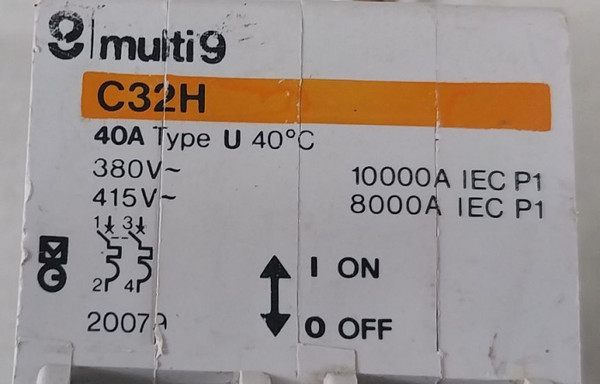 multi9
C32H
40A Type U 40°C
380V~ 10000A IEC P1
415V~ 8000A IEC P1
1 3
2 4
MG
I ON
O OFF